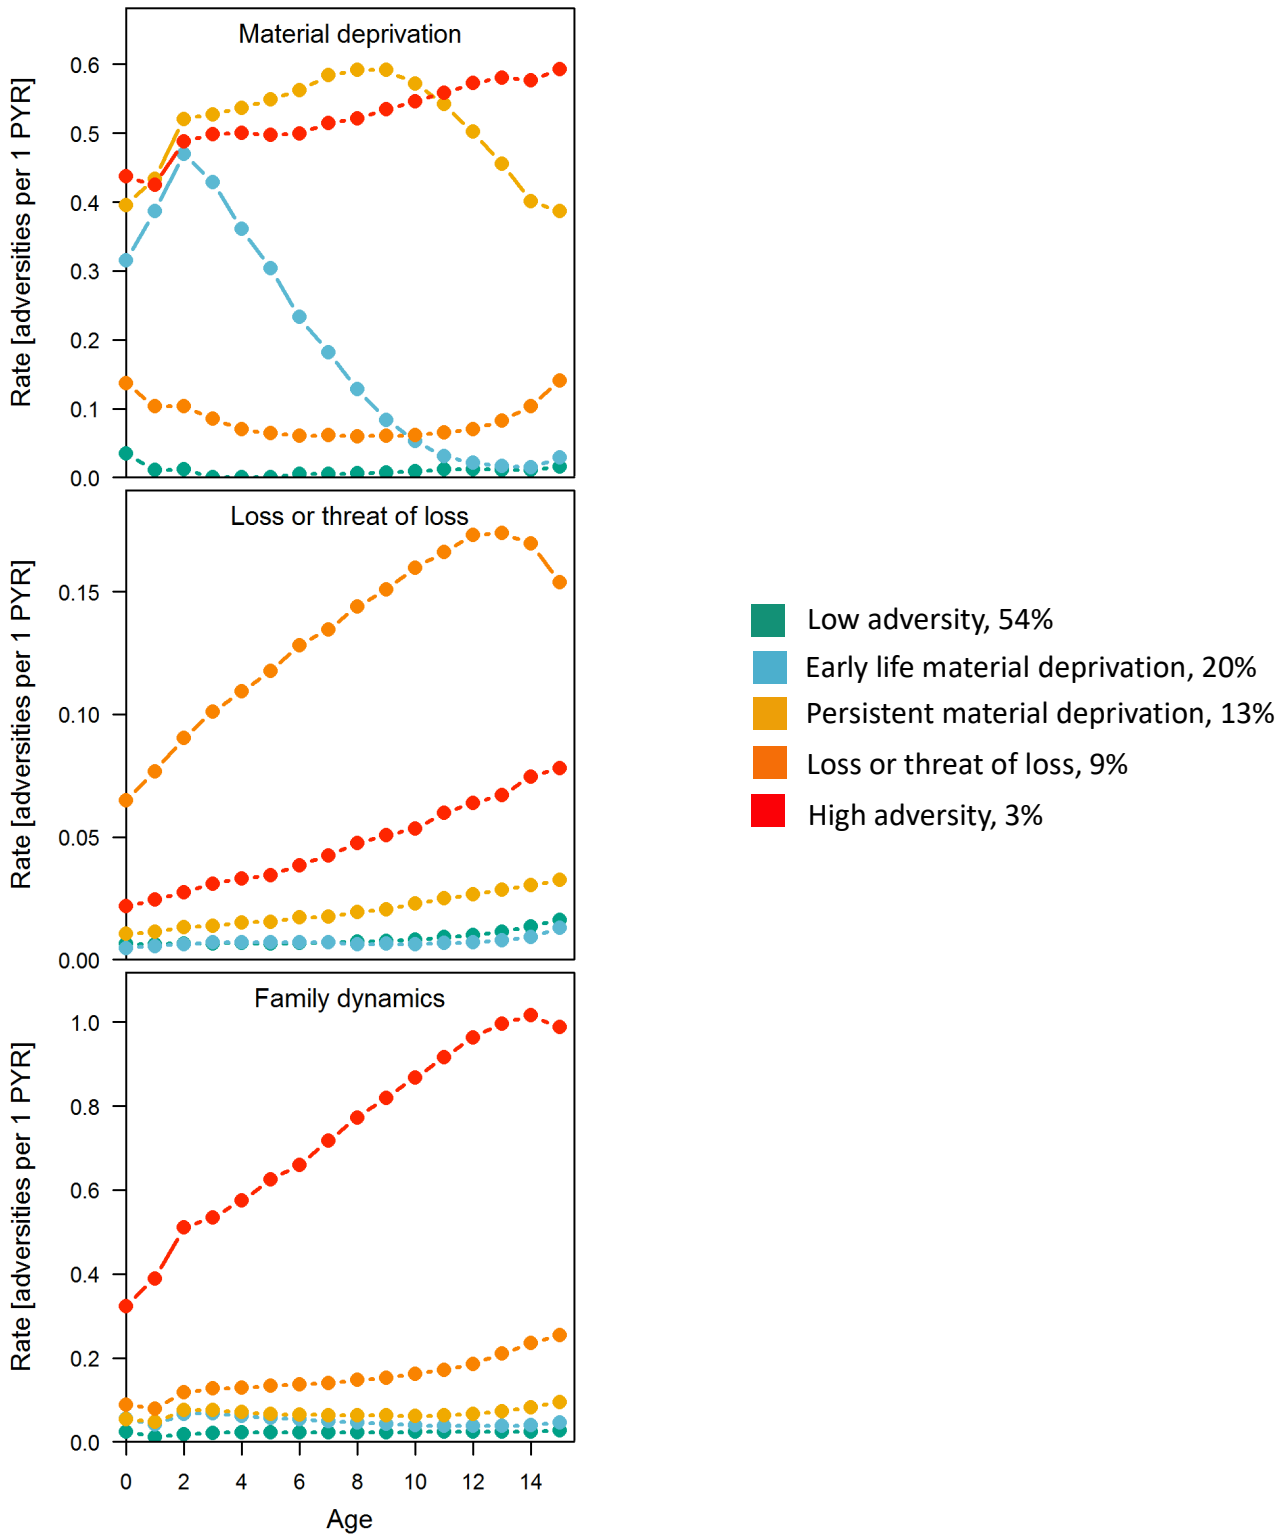 Material deprivation
Rate [adversities per 1 PYR]
0.6
0.5
0.4
0.3
0.2
0.1
0.0
Loss or threat of loss
Rate [adversities per 1 PYR]
0.15
0.10
0.05
0.00
Family dynamics
Rate [adversities per 1 PYR]
1.0
0.8
0.6
0.4
0.2
0.0
0 2 4 6 8 10 12 14
Age
Low adversity, 54%
Early life material deprivation, 20%
Persistent material deprivation, 13%
Loss or threat of loss, 9%
High adversity, 3%